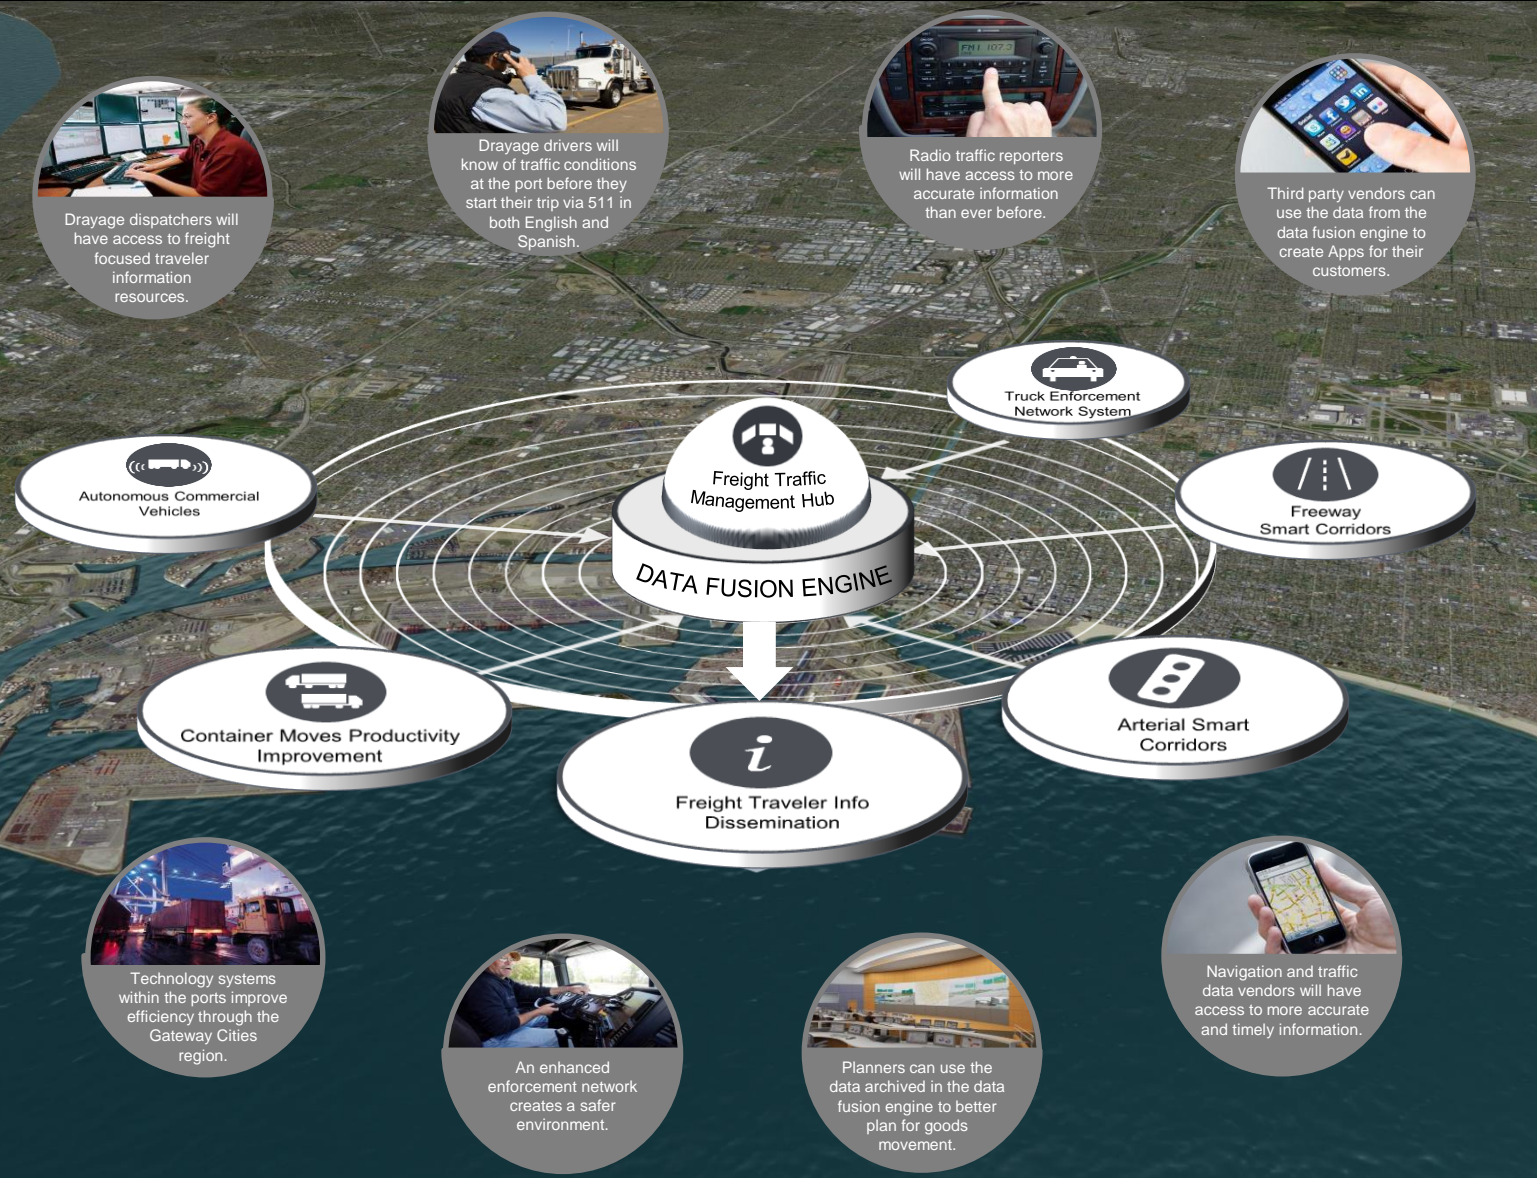 Drayage dispatchers will
have access to freight
focused traveler
information
resources.
Drayage drivers will
know of traffic conditions
at the port before they
start their trip via 511 in
both English and
Spanish.
FM1 107.3
Radio traffic reporters
will have access to more
accurate information
than ever before.
Third party vendors can
use the data from the
data fusion engine to
create Apps for their
customers.
Truck Enforcement
Network System
Freight Traffic
Management Hub
DATA FUSION ENGINE
Autonomous Commercial
Vehicles
Freeway
Smart Corridors
Container Moves Productivity
Improvement
Arterial Smart
Corridors
i
Freight Traveler Info
Dissemination
Technology systems
within the ports improve
efficiency through the
Gateway Cities
region.
An enhanced
enforcement network
creates a safer
environment.
Planners can use the
data archived in the data
fusion engine to better
plan for goods
movement.
Navigation and traffic
data vendors will have
access to more accurate
and timely information.